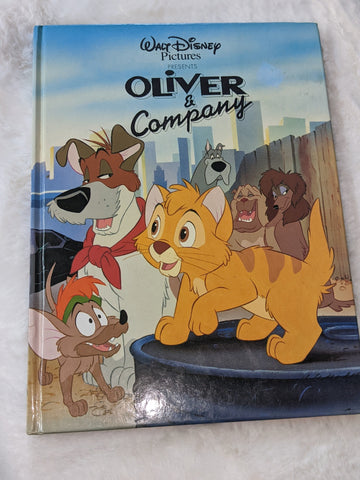 Walt Disney
Pictures
PRESENTS
OLIVER
&
Company